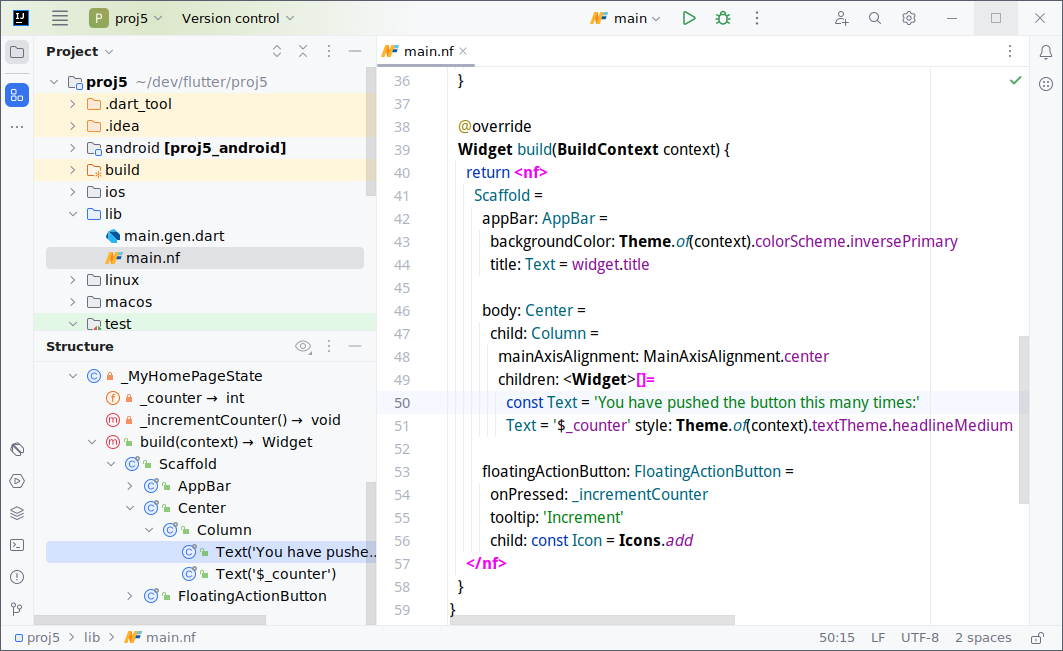 P proj5 Version control main
Project
proj5 ~/dev/flutter/proj5
.dart_tool
.idea
android [proj5_android]
build
ios
lib
main.gen.dart
main.nf
linux
macos
test
Structure
C _MyHomePageState
f _counter → int
m _incrementCounter() → void
m build(context) → Widget
C Scaffold
C AppBar
C Center
C Column
C Text('You have pushe...
C Text('$_counter')
C FloatingActionButton
main.nf
36 }
37
38 @override
39 Widget build(BuildContext context) {
40 return <nf>
41 Scaffold =
42 appBar: AppBar =
43 backgroundColor: Theme.of(context).colorScheme.inversePrimary
44 title: Text = widget.title
45
46 body: Center =
47 child: Column =
48 mainAxisAlignment: MainAxisAlignment.center
49 children: <Widget>[]=
50 const Text = 'You have pushed the button this many times:'
51 Text = '$_counter' style: Theme.of(context).textTheme.headlineMedium
52
53 floatingActionButton: FloatingActionButton =
54 onPressed: _incrementCounter
55 tooltip: 'Increment'
56 child: const Icon = Icons.add
57 </nf>
58 }
59 }
proj5 > lib > main.nf 50:15 LF UTF-8 2 spaces